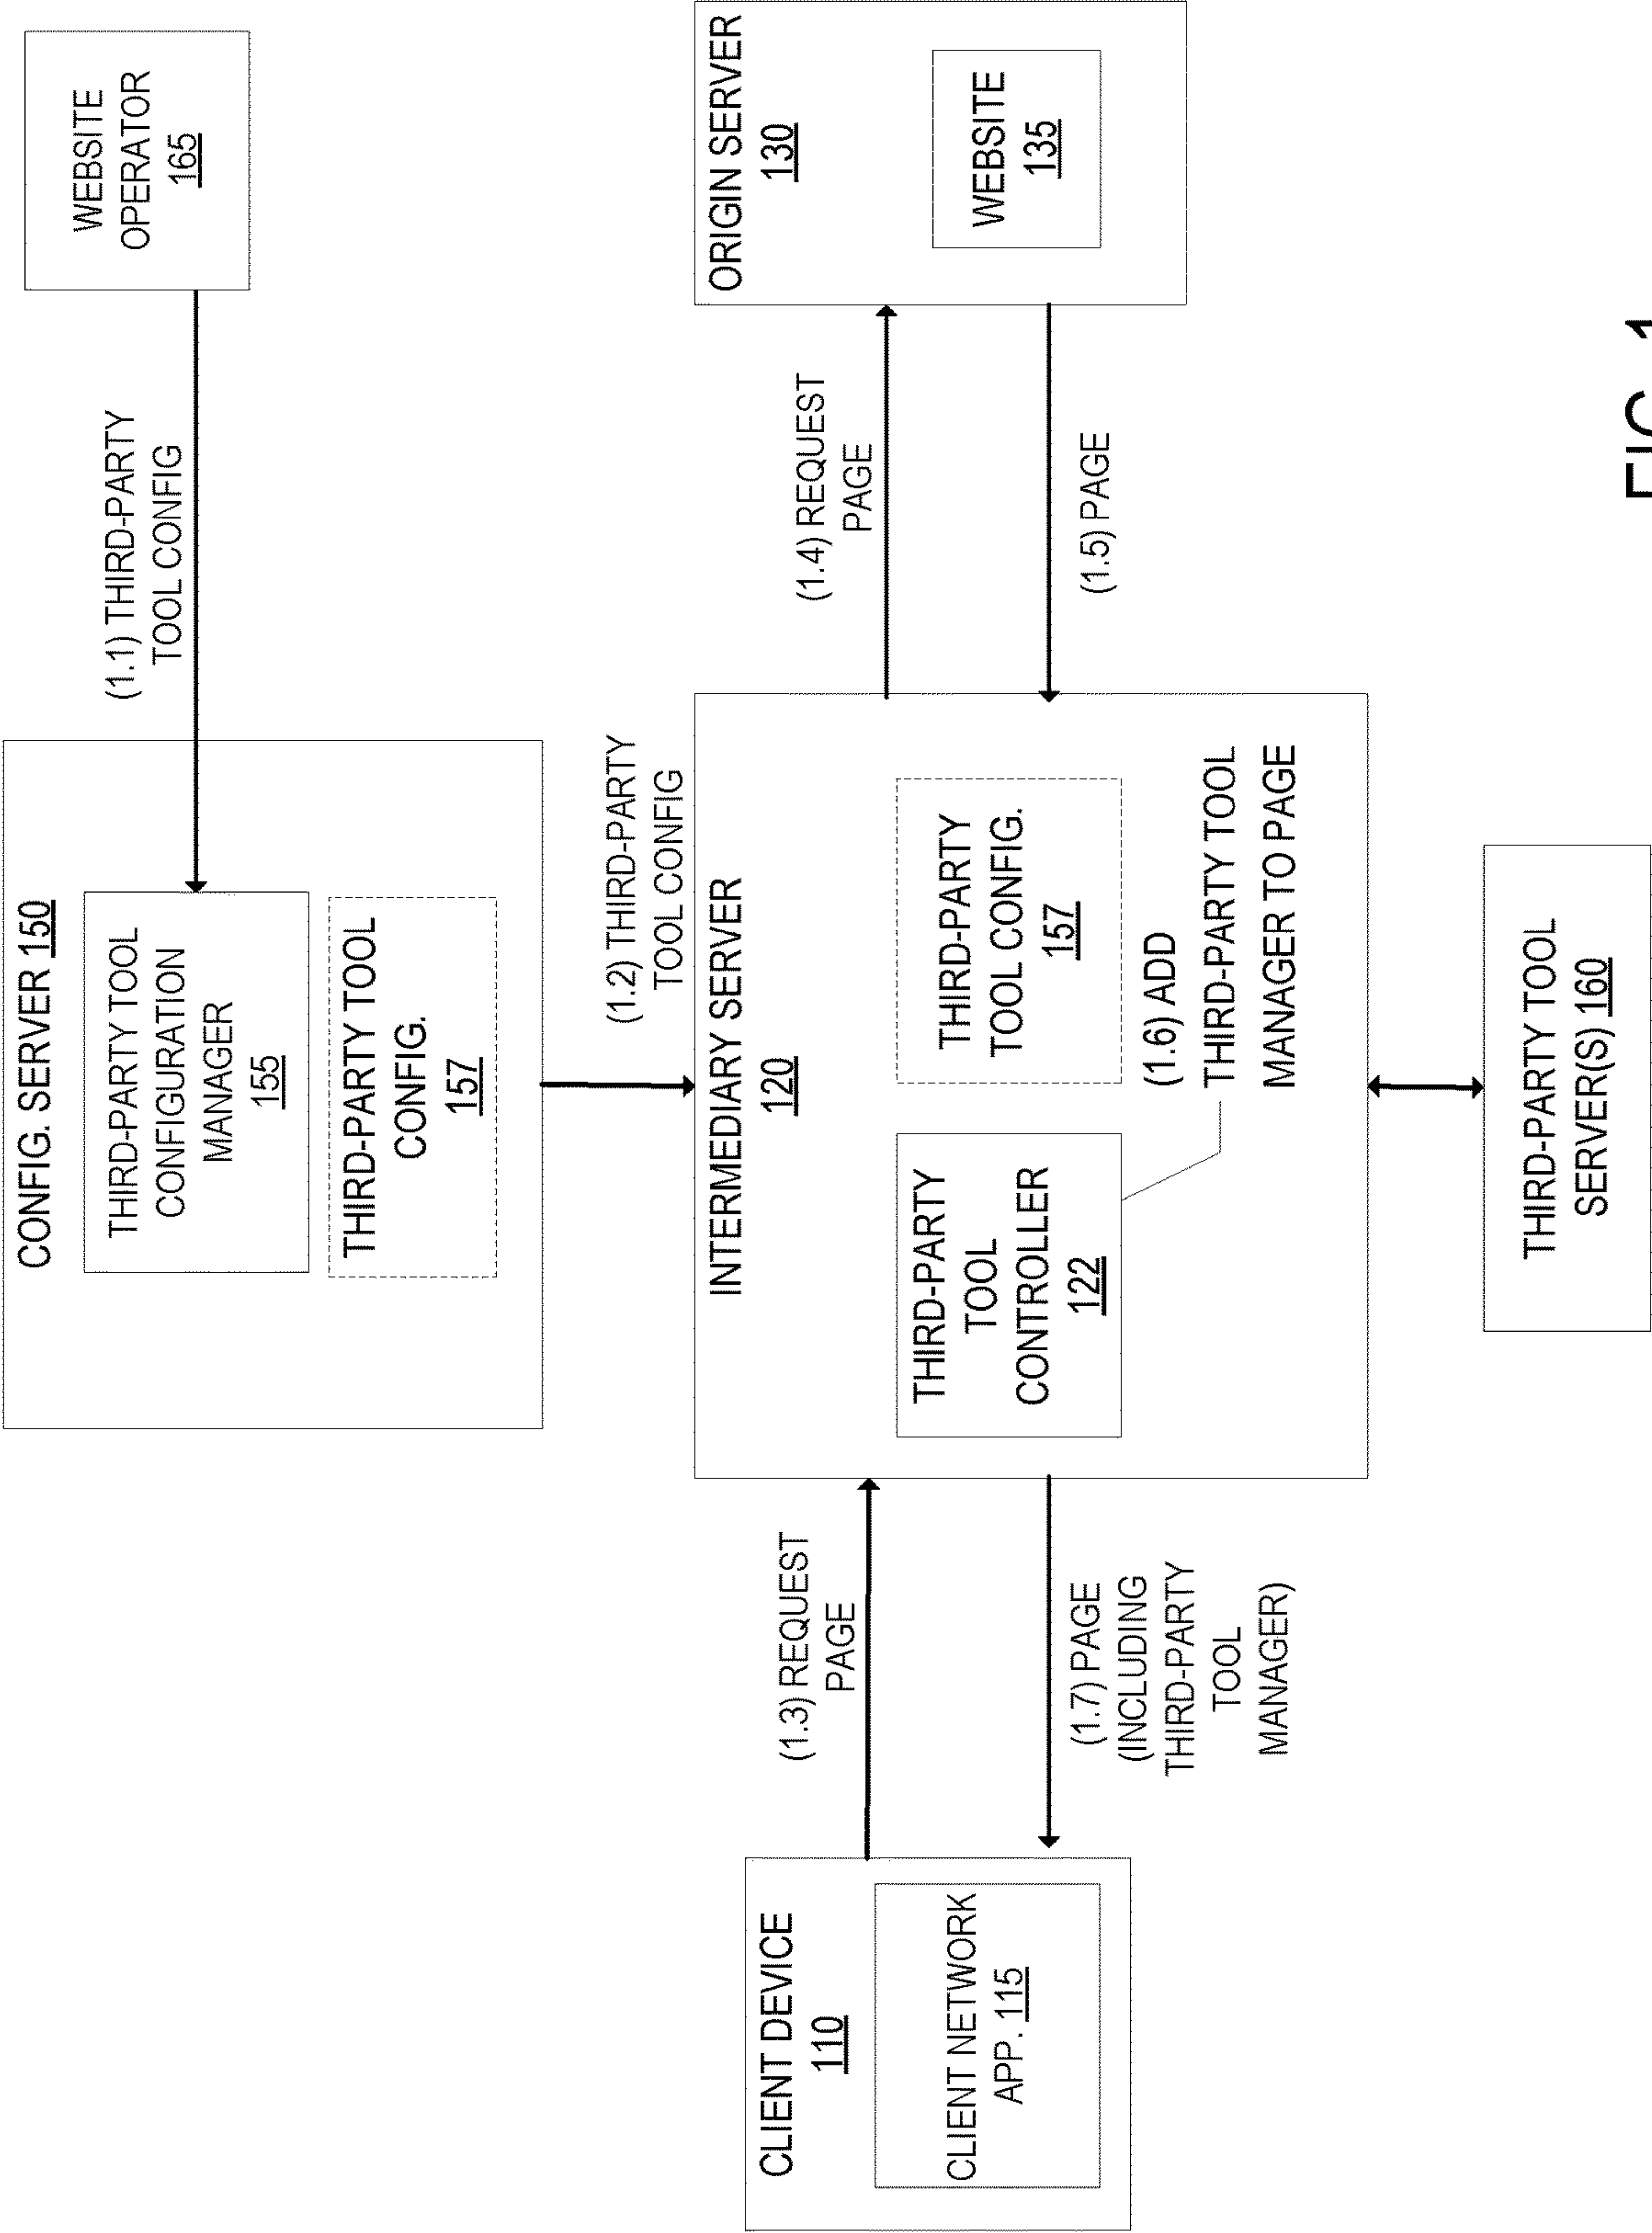 CONFIG. SERVER 150
THIRD-PARTY TOOL
CONFIGURATION
MANAGER
155
THIRD-PARTY TOOL
CONFIG.
157
(1.1) THIRD-PARTY
TOOL CONFIG
WEBSITE
OPERATOR
165
(1.2) THIRD-PARTY
TOOL CONFIG
CLIENT DEVICE
110
CLIENT NETWORK
APP. 115
(1.3) REQUEST
PAGE
(1.7) PAGE
(INCLUDING
THIRD-PARTY
TOOL
MANAGER)
INTERMEDIARY SERVER
120
THIRD-PARTY
TOOL
CONTROLLER
122
THIRD-PARTY
TOOL CONFIG.
157
(1.6) ADD
THIRD-PARTY TOOL
MANAGER TO PAGE
(1.4) REQUEST
PAGE
(1.5) PAGE
ORIGIN SERVER
130
WEBSITE
135
THIRD-PARTY TOOL
SERVER(S) 160
FIG. 1